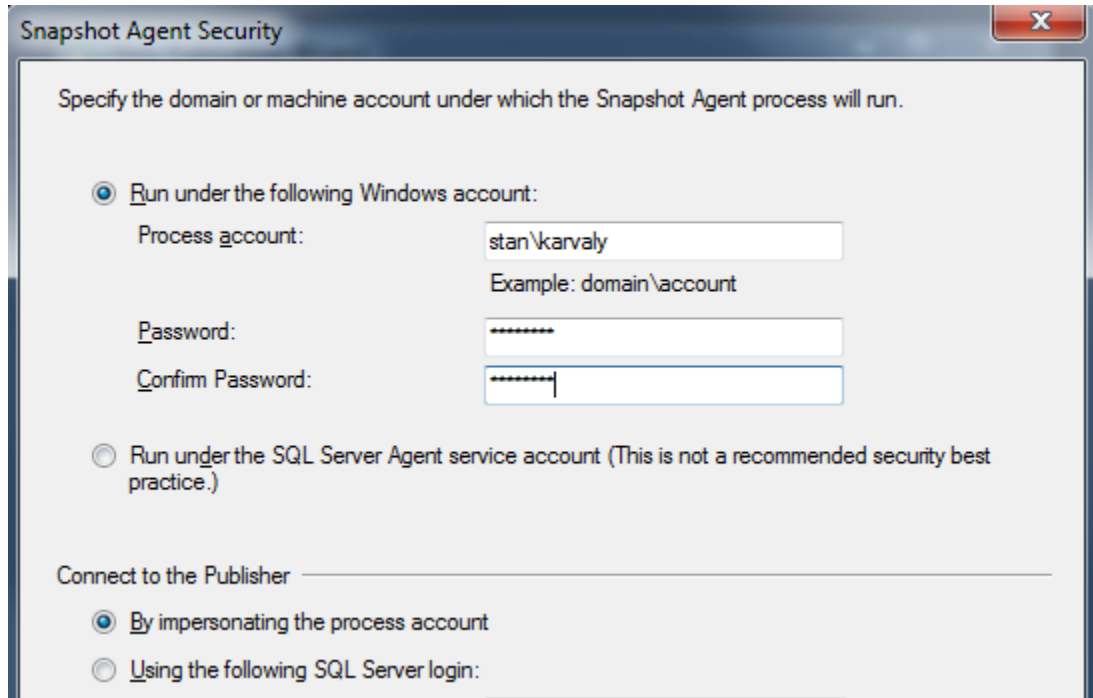 Snapshot Agent Security
Specify the domain or machine account under which the Snapshot Agent process will run.
Run under the following Windows account:
Process account:
stan\karvaly
Example: domain\account
Password:
********
Confirm Password:
********
Run under the SQL Server Agent service account (This is not a recommended security best
practice.)
Connect to the Publisher
By impersonating the process account
Using the following SQL Server login: